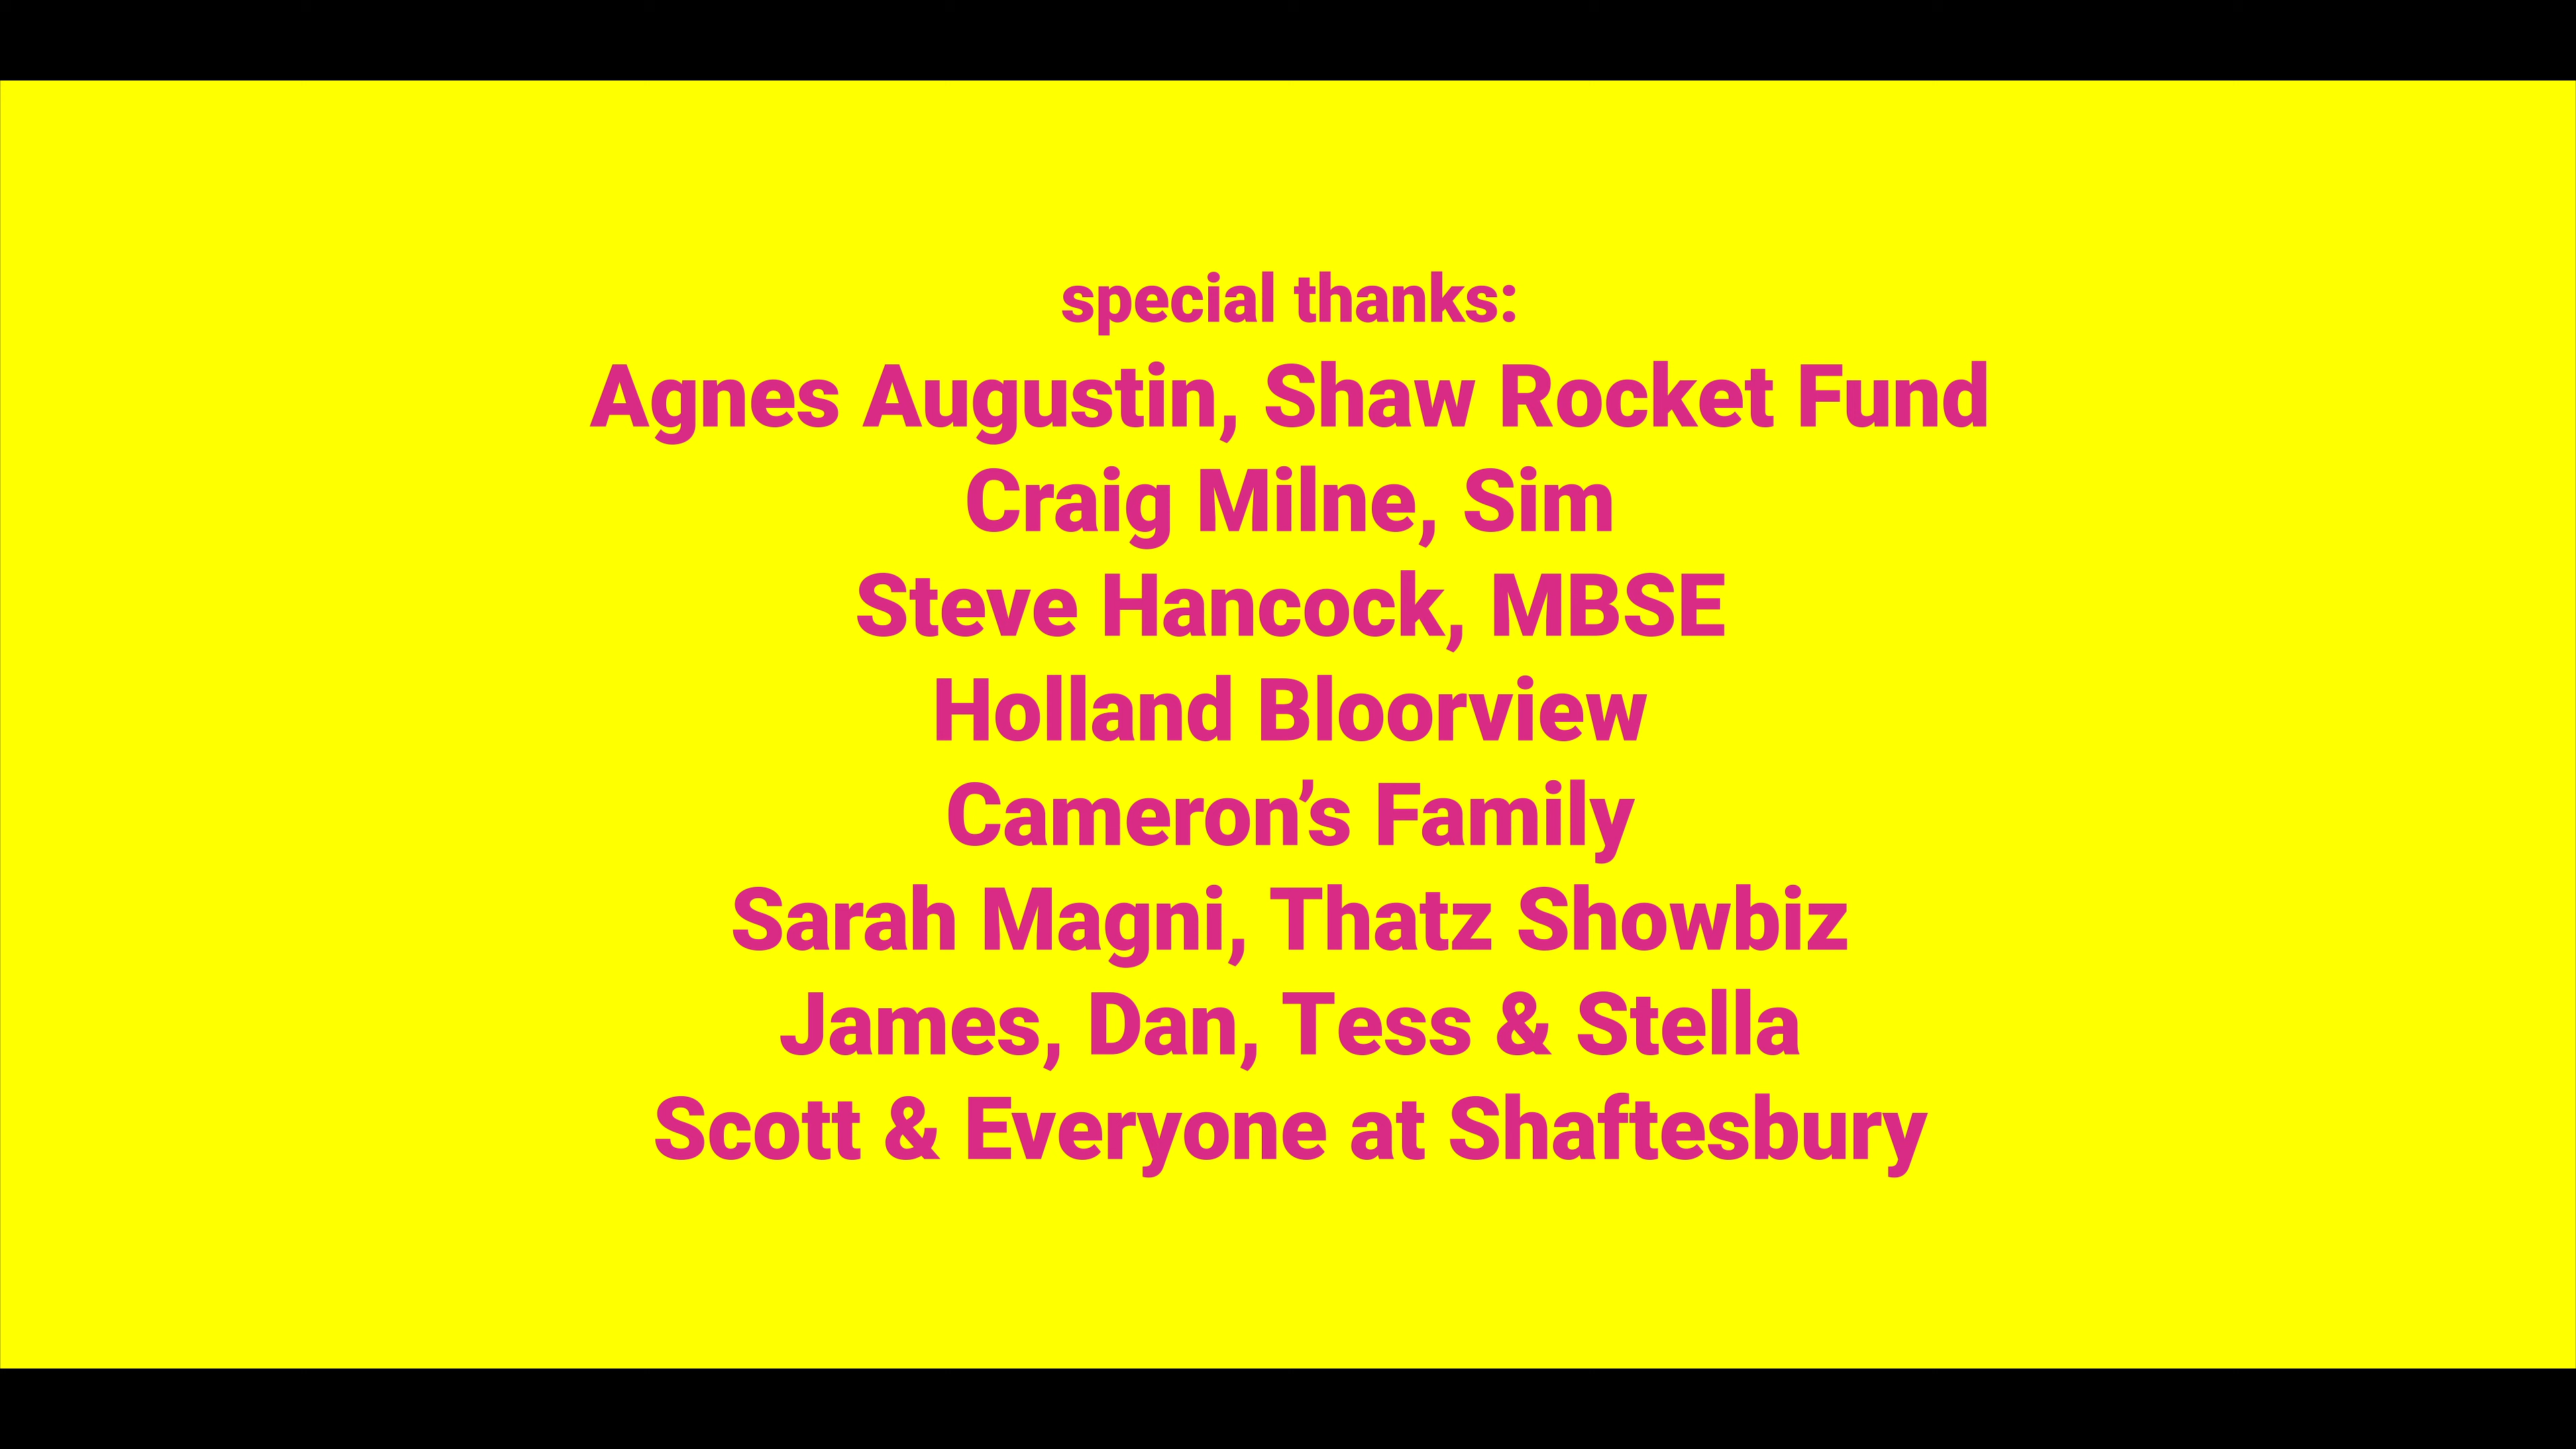 special thanks:
Agnes Augustin, Shaw Rocket Fund
Craig Milne, Sim
Steve Hancock, MBSE
Holland Bloorview
Cameron’s Family
Sarah Magni, Thatz Showbiz
James, Dan, Tess & Stella
Scott & Everyone at Shaftesbury